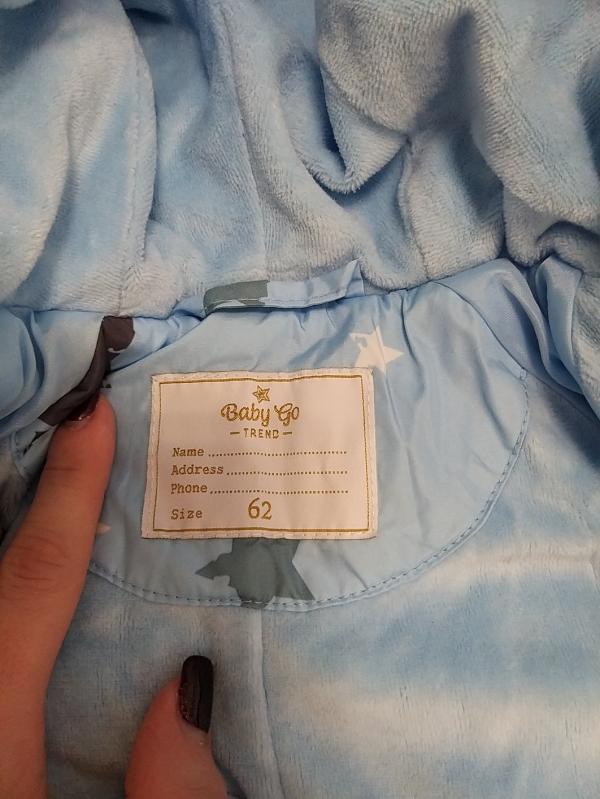 Baby Go
TREND
Name
Address
Phone
Size 62